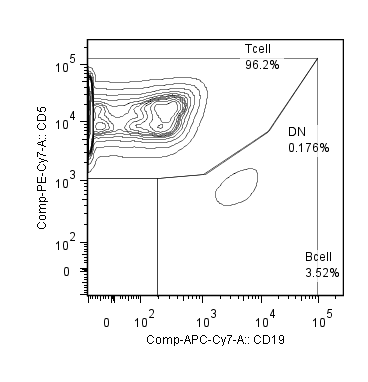 Tcell
96.2%
DN
0.176%
Bcell
3.52%
10^5
10^4
10^3
10^2
0
0 10^2 10^3 10^4 10^5
Comp-PE-Cy7-A:: CD5
Comp-APC-Cy7-A:: CD19